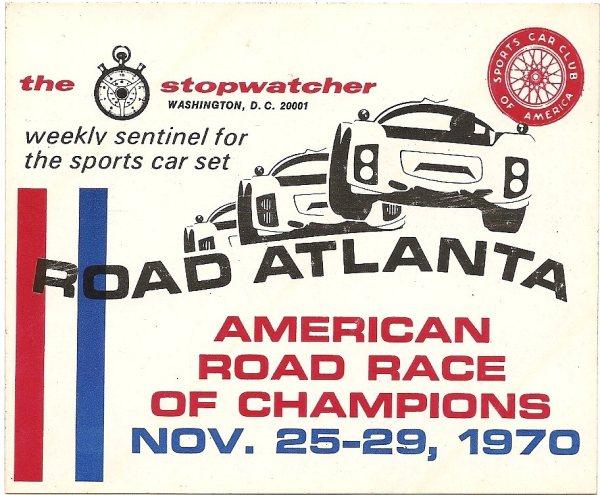 the stopwatcher
WASHINGTON, D.C. 20001
weekly sentinel for
the sports car set
SPORTS CAR CLUB
OF AMERICA
ROAD ATLANTA
AMERICAN
ROAD RACE
OF CHAMPIONS
NOV. 25-29, 1970